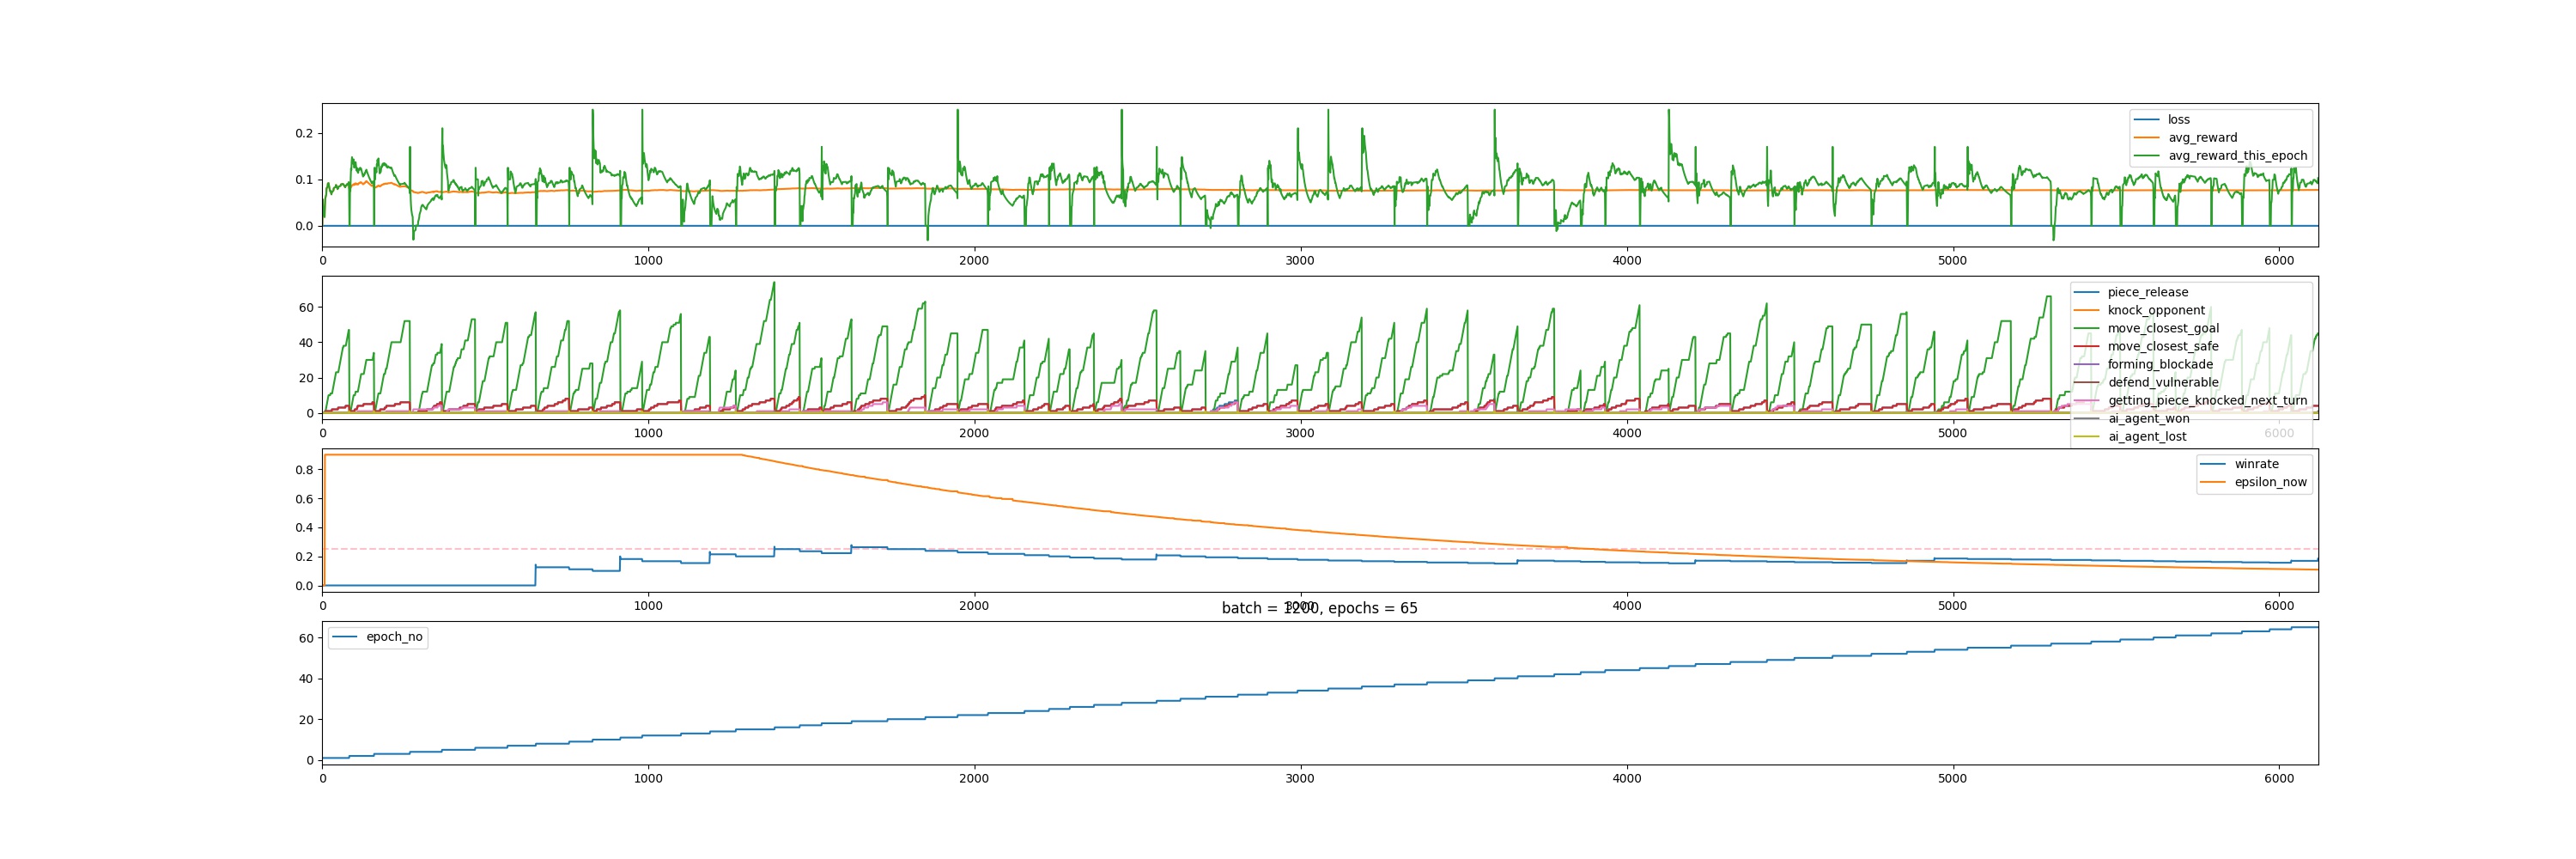 0.2
0.1
0.0
loss
avg_reward
avg_reward_this_epoch
0 1000 2000 3000 4000 5000 6000
60
40
20
0
piece_release
knock_opponent
move_closest_goal
move_closest_safe
forming_blockade
defend_vulnerable
getting_piece_knocked_next_turn
ai_agent_won
ai_agent_lost
0 1000 2000 3000 4000 5000 6000
0.8
0.6
0.4
0.2
0.0
winrate
epsilon_now
0 1000 2000 3000 4000 5000 6000
batch = 1200, epochs = 65
60
40
20
0
epoch_no
0 1000 2000 3000 4000 5000 6000